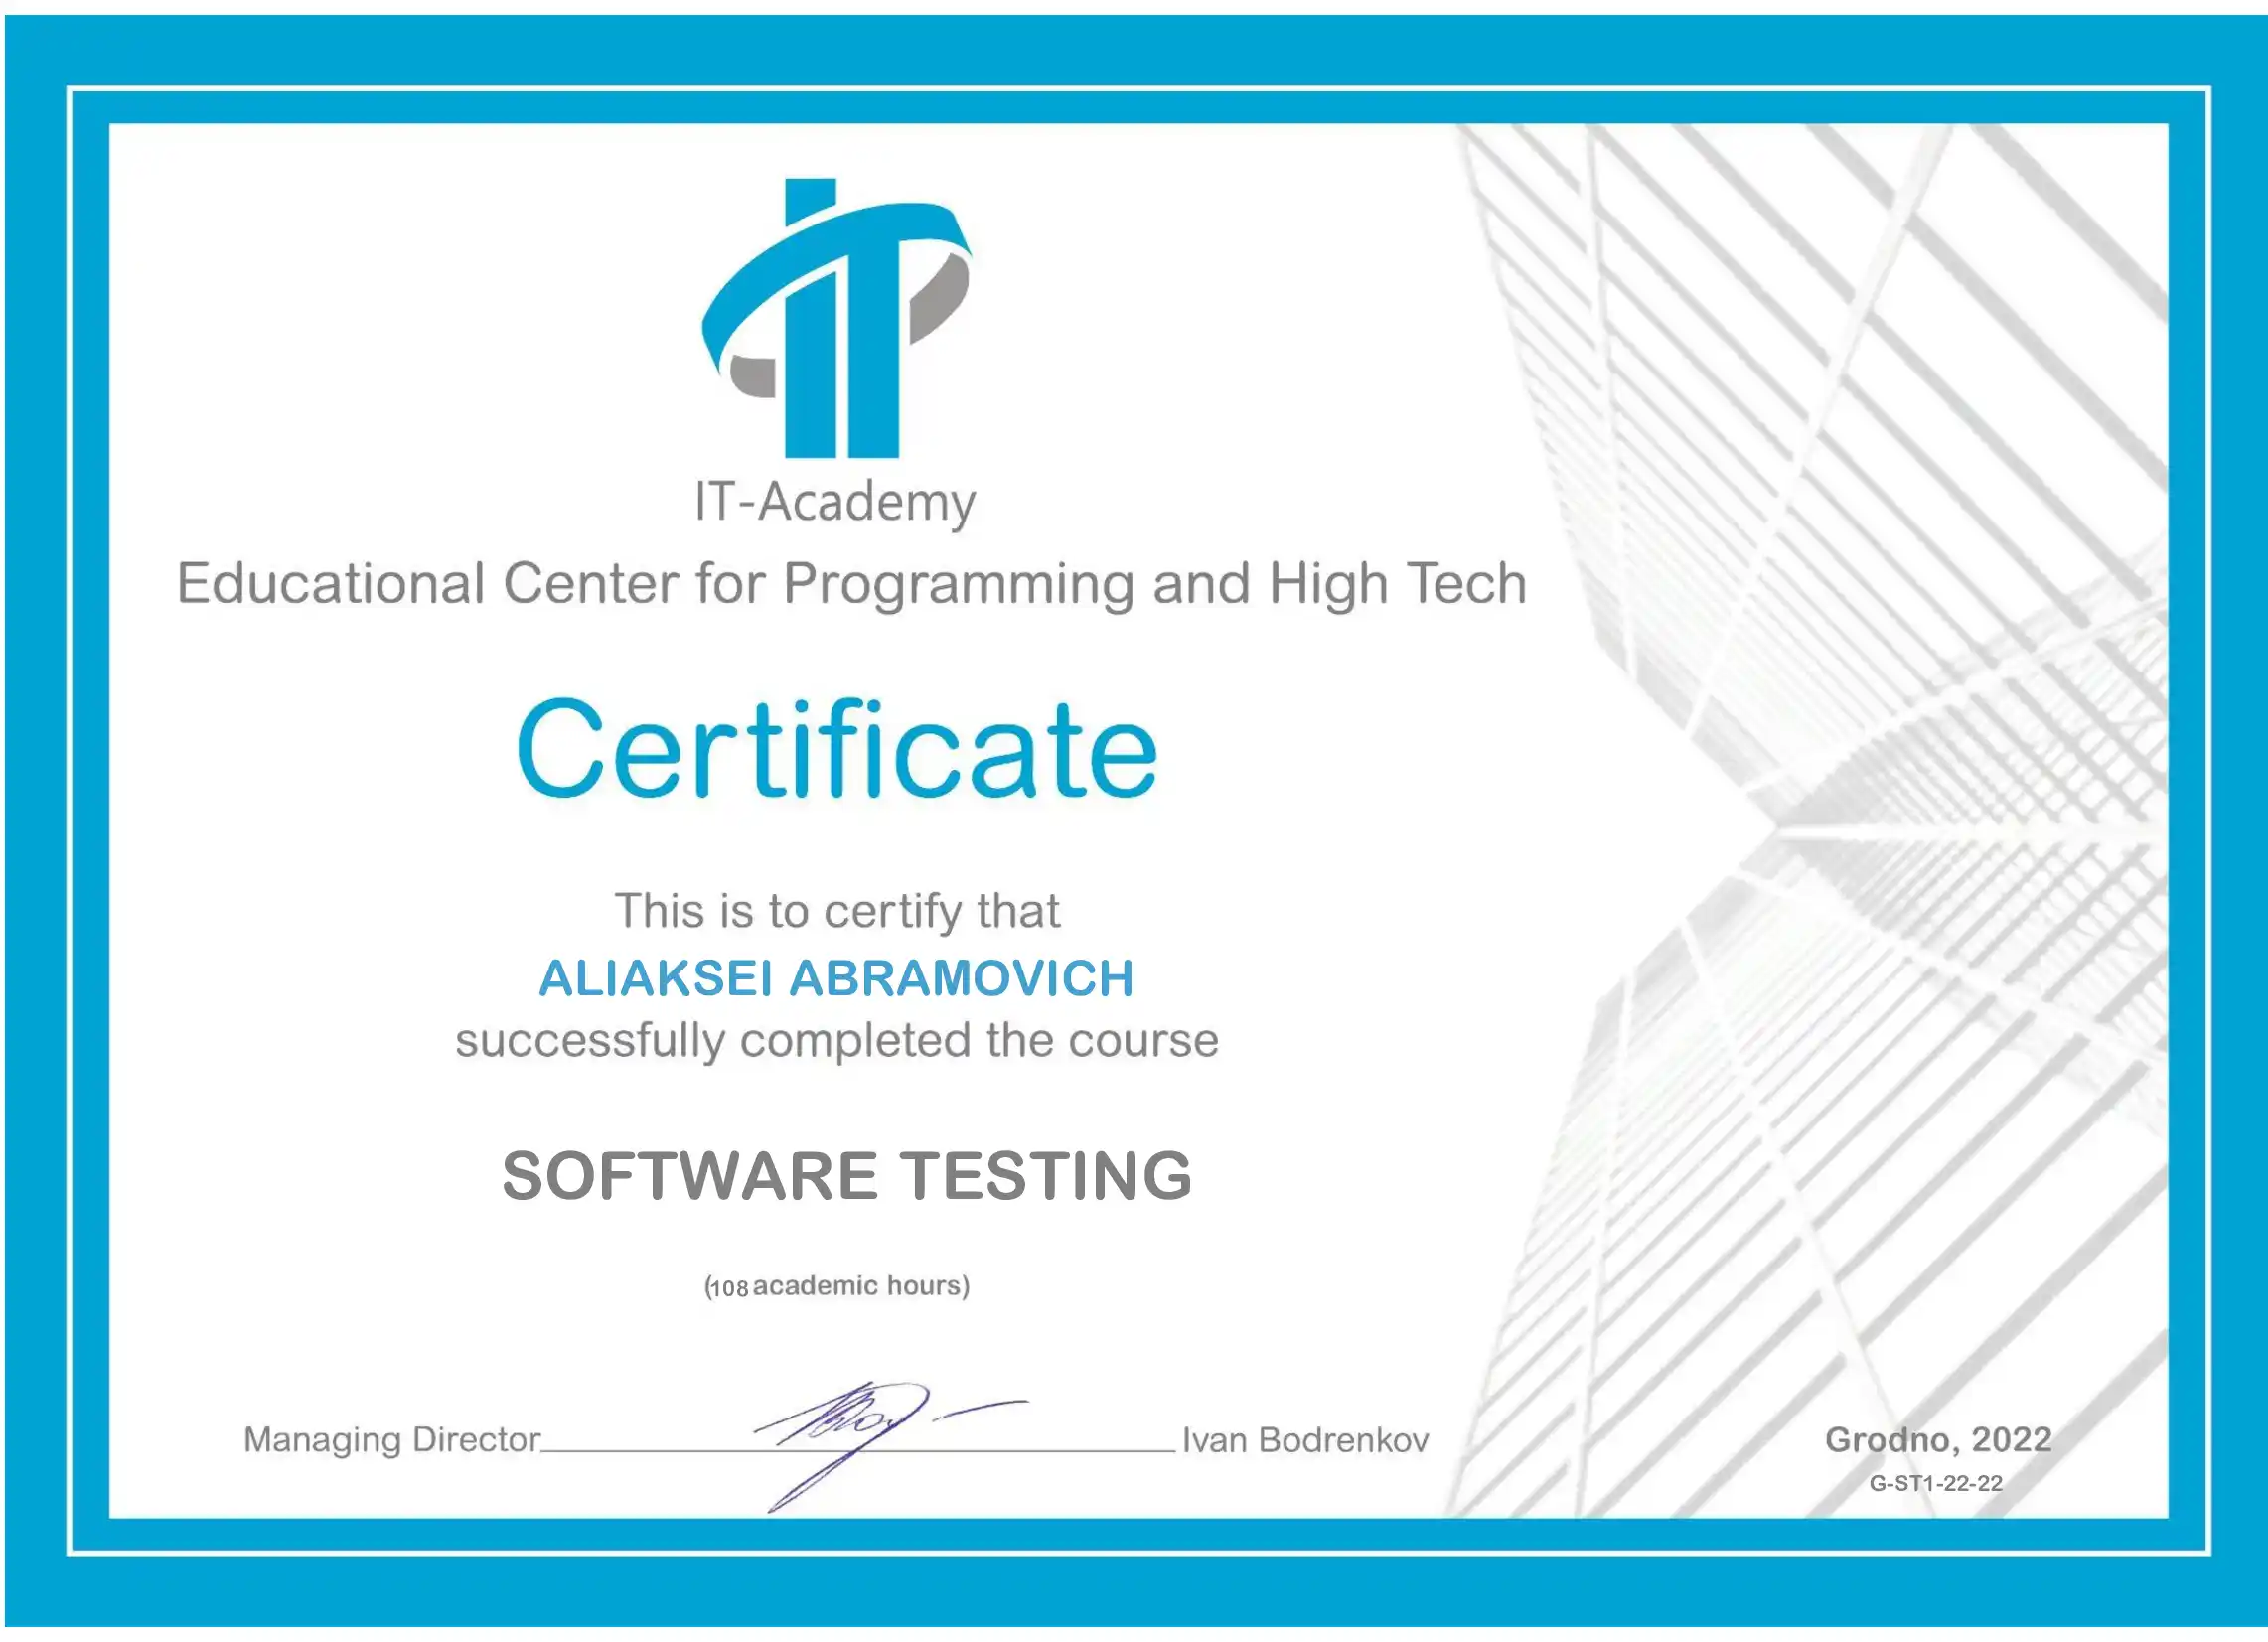 IT-Academy
Educational Center for Programming and High Tech
Certificate
This is to certify that
ALIAKSEI ABRAMOVICH
successfully completed the course
SOFTWARE TESTING
(108 academic hours)
Managing Director Ivan Bodrenkov
Grodno, 2022
G-ST1-22-22